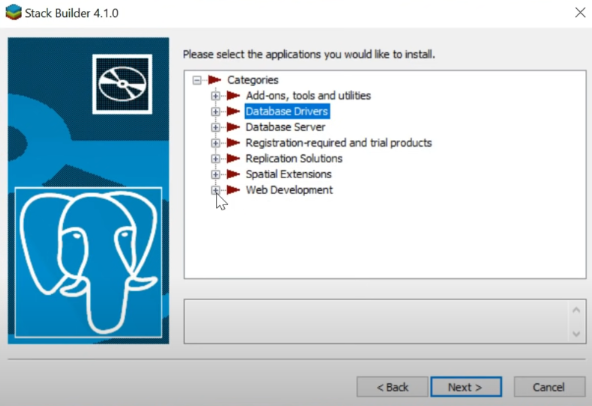 Stack Builder 4.1.0
Please select the applications you would like to install.
Categories
Add-ons, tools and utilities
Database Drivers
Database Server
Registration-required and trial products
Replication Solutions
Spatial Extensions
Web Development
< Back
Next >
Cancel